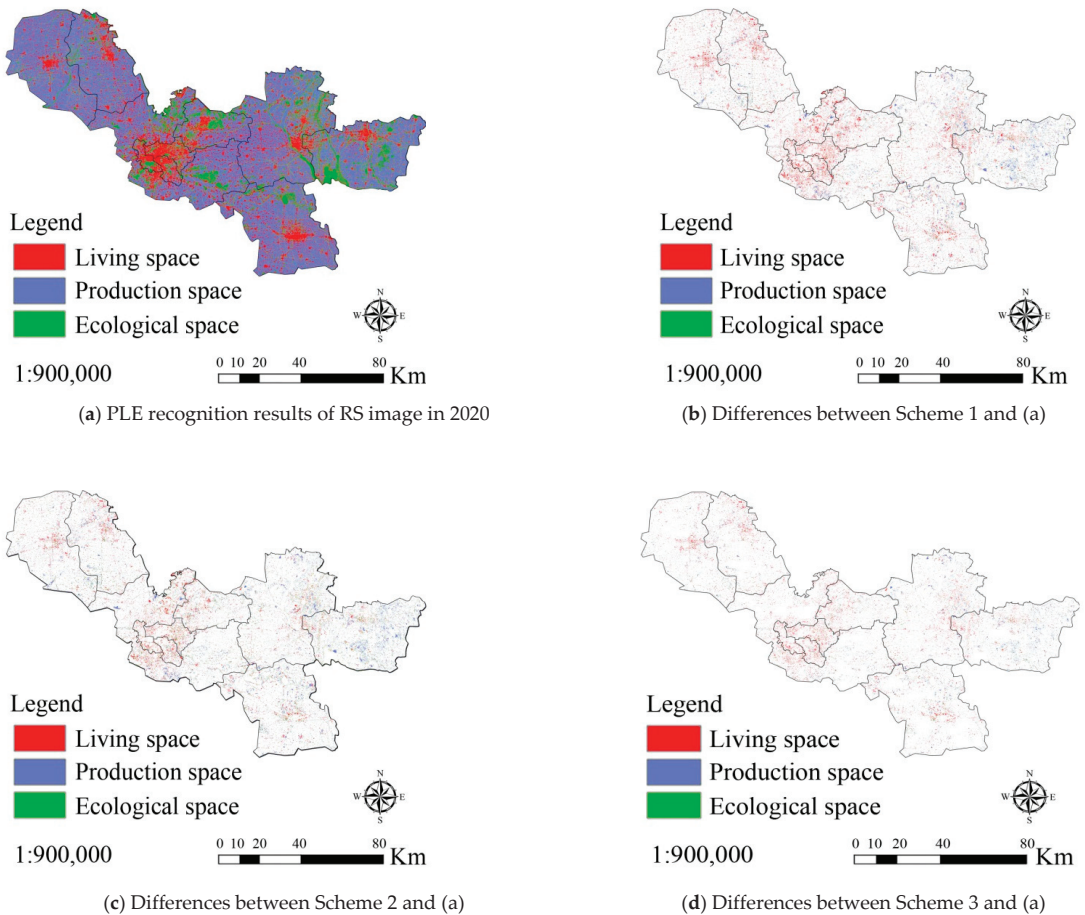 Legend
Living space
Production space
Ecological space
N
W E
S
0 10 20 40 80
Km
1:900,000
(a) PLE recognition results of RS image in 2020
Legend
Living space
Production space
Ecological space
N
W E
S
0 10 20 40 80
Km
1:900,000
(b) Differences between Scheme 1 and (a)
Legend
Living space
Production space
Ecological space
N
W E
S
0 10 20 40 80
Km
1:900,000
(c) Differences between Scheme 2 and (a)
Legend
Living space
Production space
Ecological space
N
W E
S
0 10 20 40 80
Km
1:900,000
(d) Differences between Scheme 3 and (a)